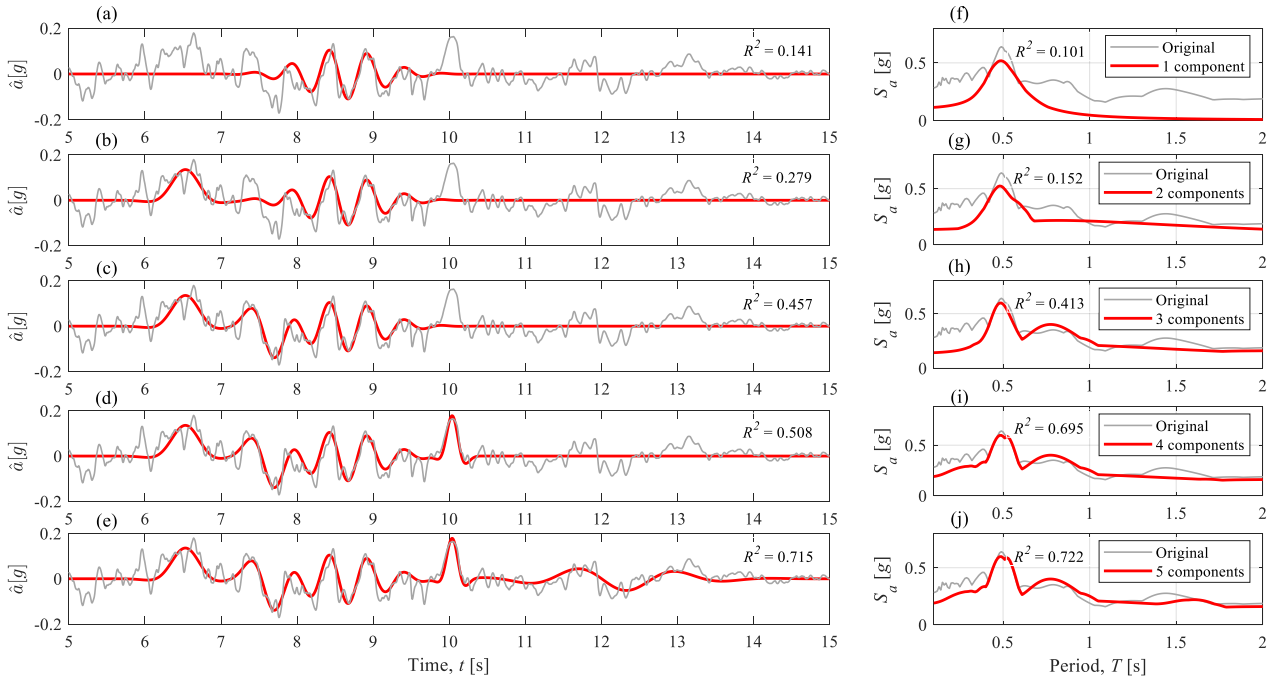 (a)
0.2
0
-0.2
â [g]
R² = 0.141
5 6 7 8 9 10 11 12 13 14 15
(b)
0.2
0
-0.2
â [g]
R² = 0.279
5 6 7 8 9 10 11 12 13 14 15
(c)
0.2
0
-0.2
â [g]
R² = 0.457
5 6 7 8 9 10 11 12 13 14 15
(d)
0.2
0
-0.2
â [g]
R² = 0.508
5 6 7 8 9 10 11 12 13 14 15
(e)
0.2
0
-0.2
â [g]
R² = 0.715
5 6 7 8 9 10 11 12 13 14 15
Time, t [s]
(f)
0.5
0
Sₐ [g]
R² = 0.101
Original
1 component
0.5 1 1.5 2
(g)
0.5
0
Sₐ [g]
R² = 0.152
Original
2 components
0.5 1 1.5 2
(h)
0.5
0
Sₐ [g]
R² = 0.413
Original
3 components
0.5 1 1.5 2
(i)
0.5
0
Sₐ [g]
R² = 0.695
Original
4 components
0.5 1 1.5 2
(j)
0.5
0
Sₐ [g]
R² = 0.722
Original
5 components
0.5 1 1.5 2
Period, T [s]